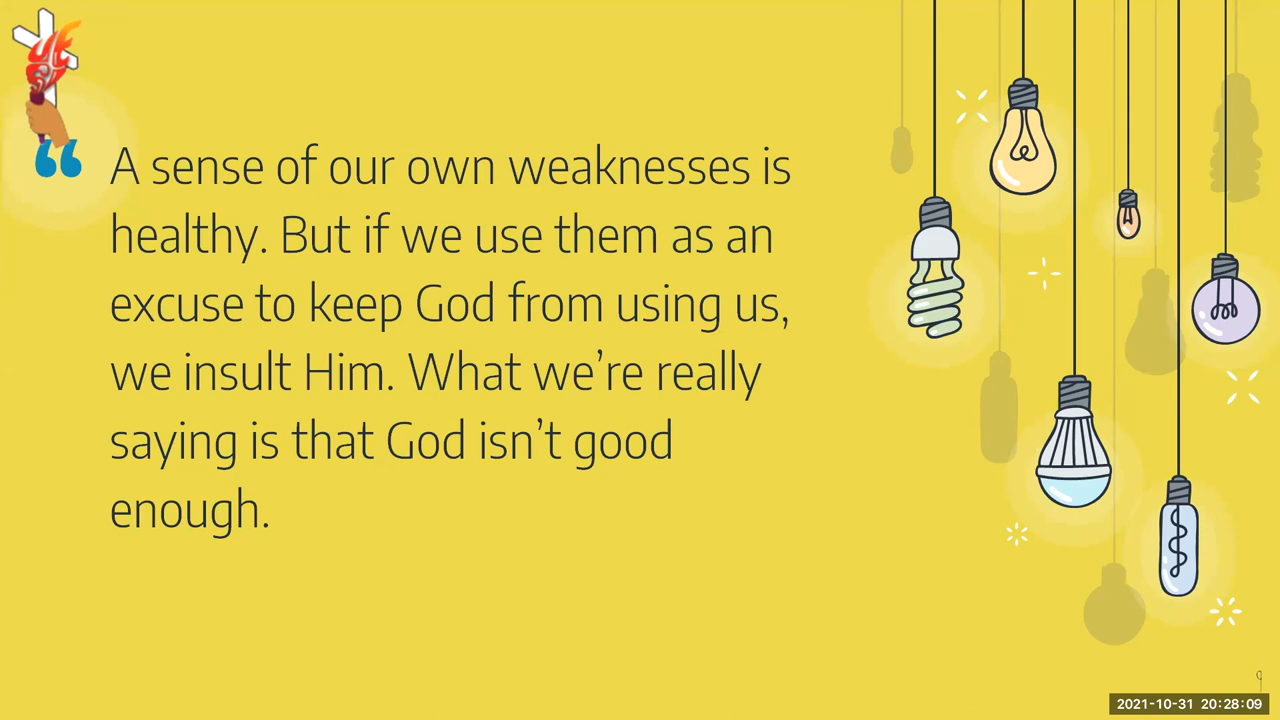 “
A sense of our own weaknesses is
healthy. But if we use them as an
excuse to keep God from using us,
we insult Him. What we’re really
saying is that God isn’t good
enough.
9
2021-10-31 20:28:09